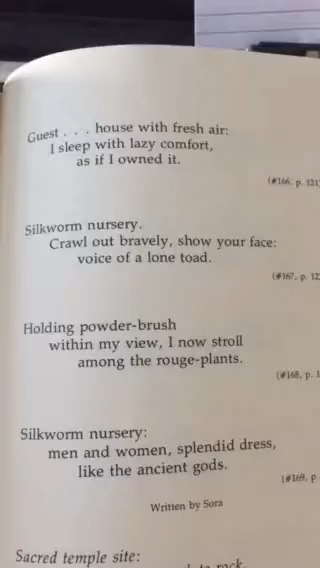 Guest . . . house with fresh air:
I sleep with lazy comfort,
as if I owned it.
(#166, p. 121)
Silkworm nursery.
Crawl out bravely, show your face:
voice of a lone toad.
(#167, p. 12
Holding powder-brush
within my view, I now stroll
among the rouge-plants.
(#168, p. 1
Silkworm nursery:
men and women, splendid dress,
like the ancient gods.
(#169, p
Written by Sora
Sacred temple site:
rock,